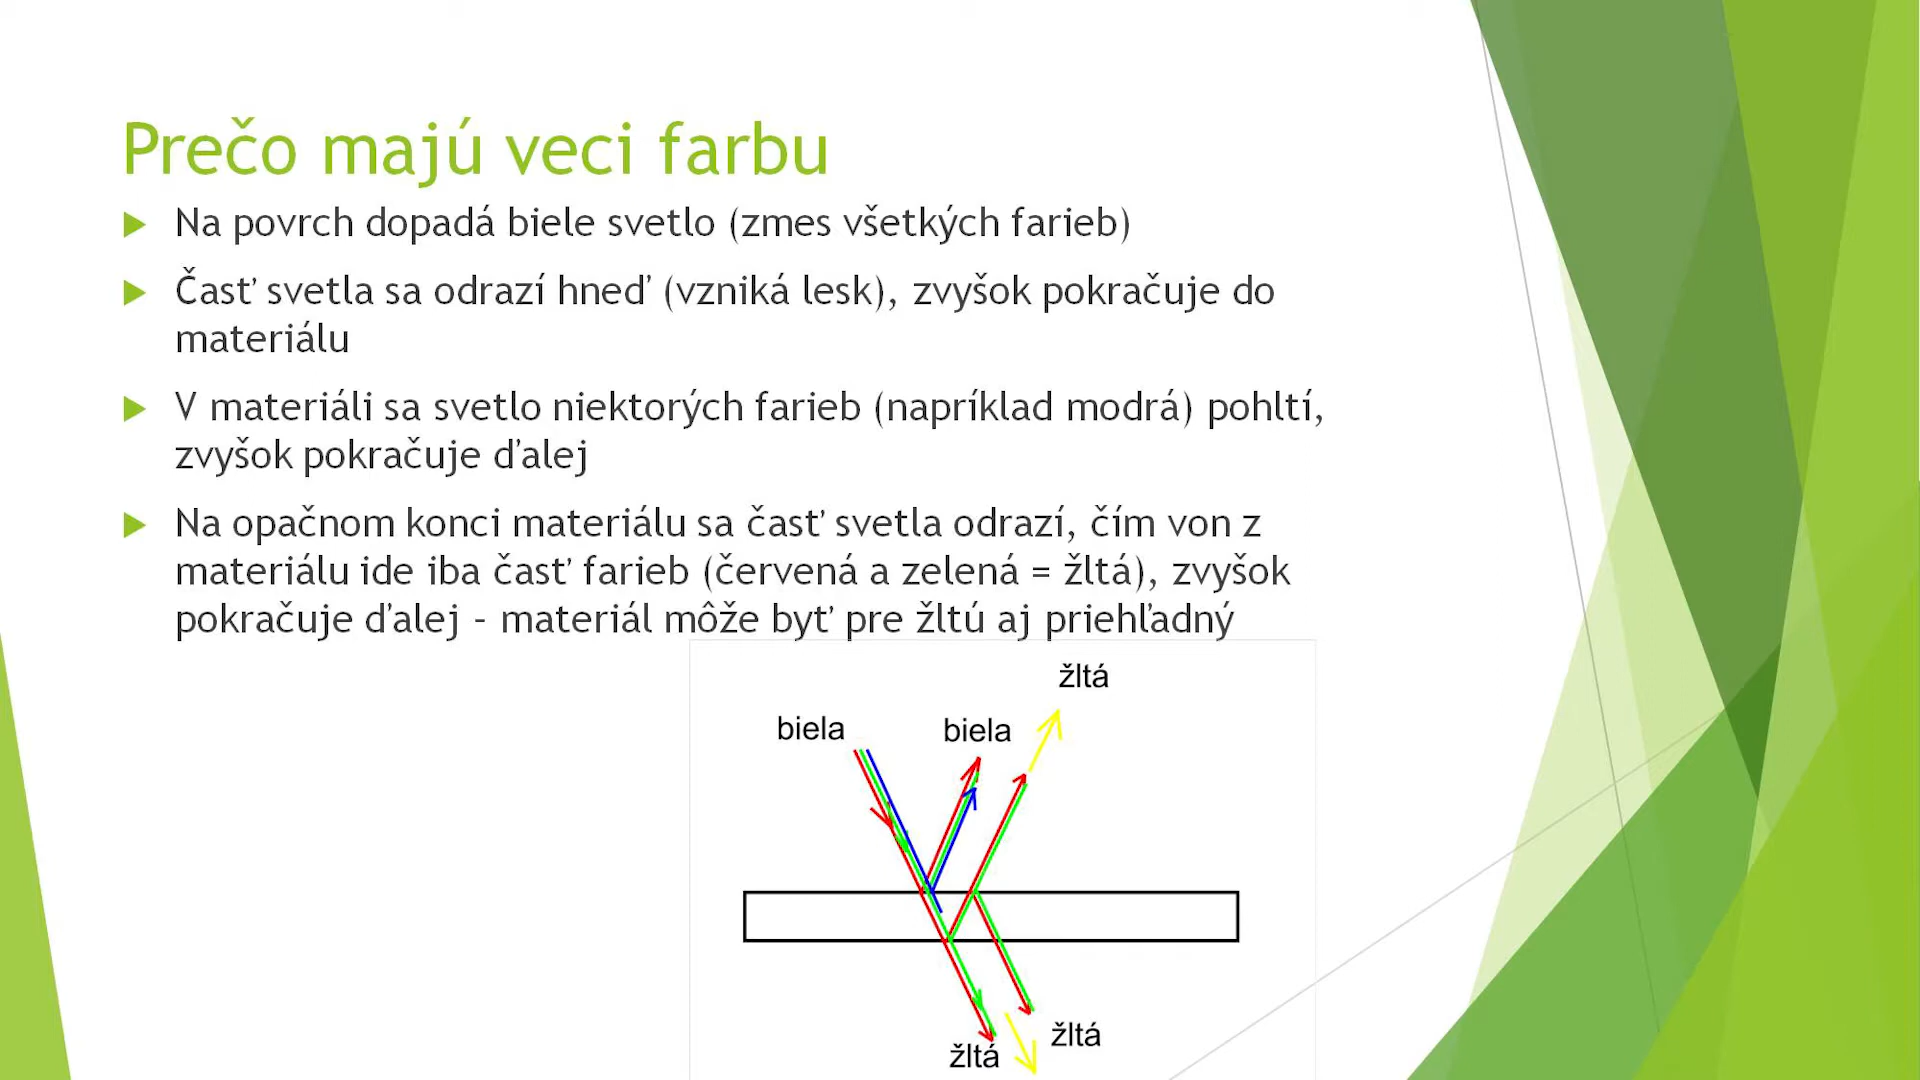 Prečo majú veci farbu
Na povrch dopadá biele svetlo (zmes všetkých farieb)
Časť svetla sa odrazí hneď (vzniká lesk), zvyšok pokračuje do
materiálu
V materiáli sa svetlo niektorých farieb (napríklad modrá) pohltí,
zvyšok pokračuje ďalej
Na opačnom konci materiálu sa časť svetla odrazí, čím von z
materiálu ide iba časť farieb (červená a zelená = žltá), zvyšok
pokračuje ďalej - materiál môže byť pre žltú aj priehľadný
žltá
biela
biela
žltá
žltá